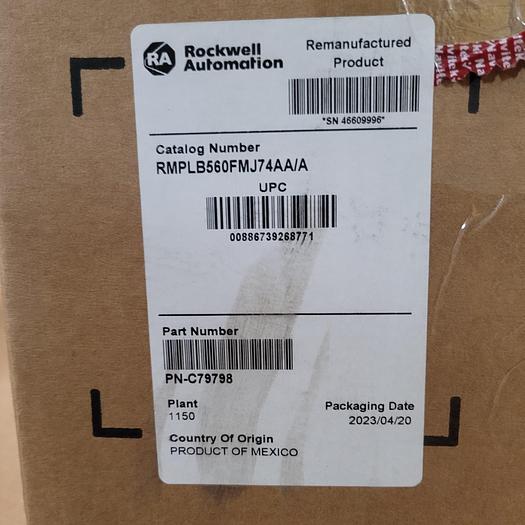 RA Rockwell Automation
Remanufactured Product
*SN 46609996*
Catalog Number
RMPLB560FMJ74AA/A
UPC
00886739268771
Part Number
PN-C79798
Plant
1150
Packaging Date
2023/04/20
Country Of Origin
PRODUCT OF MEXICO